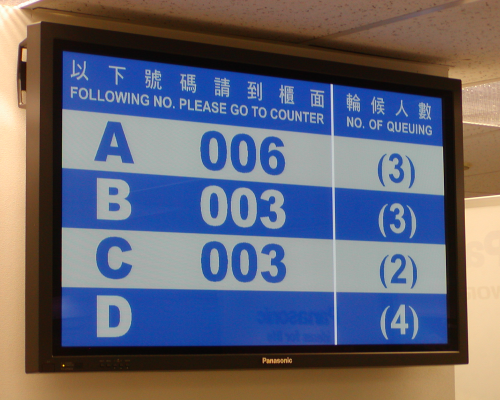 以下號碼請到櫃面 輪候人數
FOLLOWING NO. PLEASE GO TO COUNTER NO. OF QUEUING
A 006 (3)
B 003 (3)
C 003 (2)
D (4)
Panasonic
Panasonic